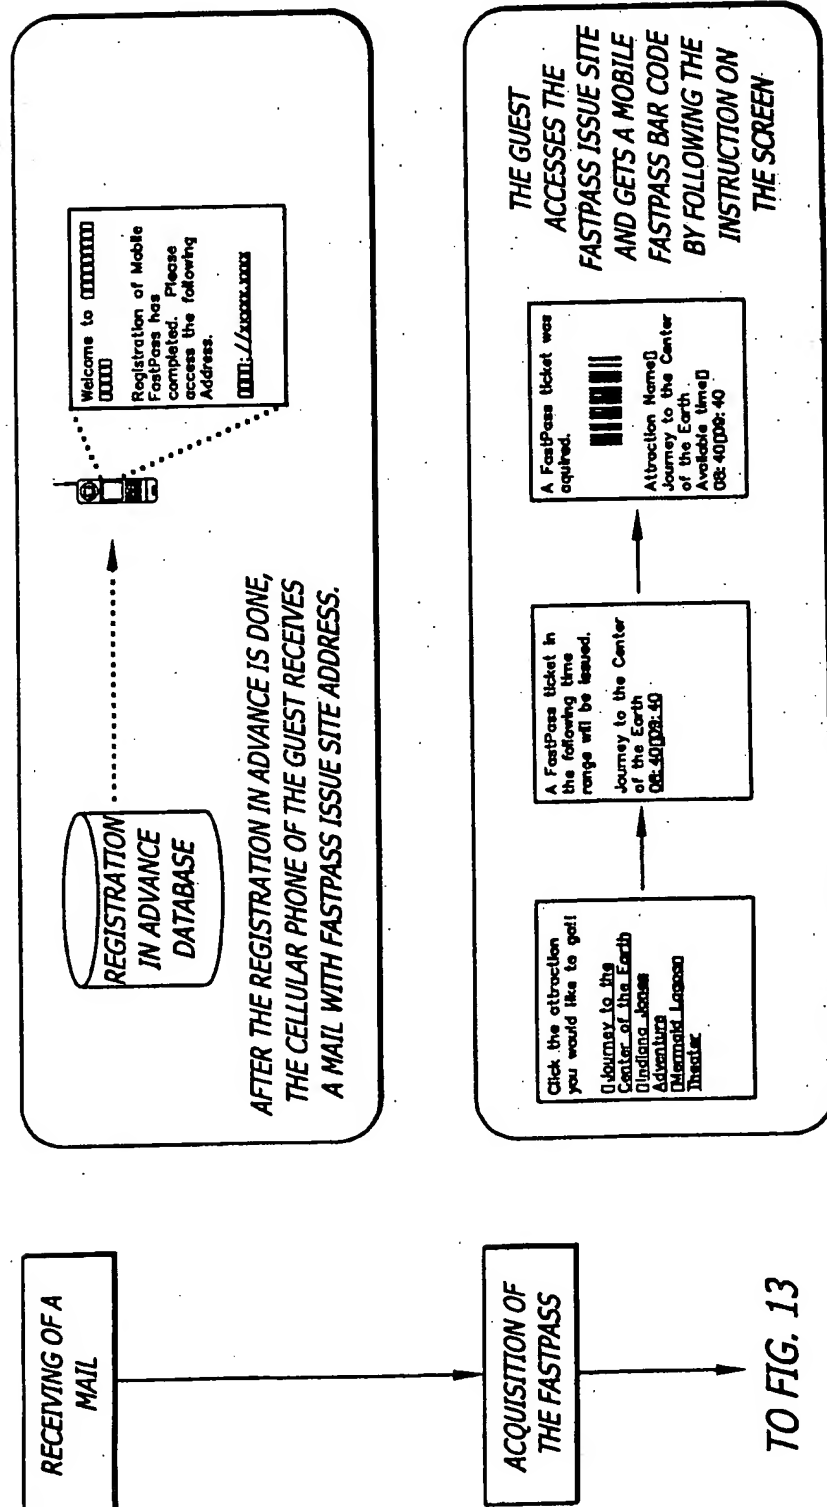 RECEIVING OF A
MAIL
REGISTRATION
IN ADVANCE
DATABASE
Welcome to ▯▯▯▯▯▯▯▯▯
▯▯▯▯▯
Registration of Mobile
FastPass has
completed. Please
access the following
Address.
▯▯▯▯://xxxxx.xxxx
AFTER THE REGISTRATION IN ADVANCE IS DONE,
THE CELLULAR PHONE OF THE GUEST RECEIVES
A MAIL WITH FASTPASS ISSUE SITE ADDRESS.
ACQUISITION OF
THE FASTPASS
Click the attraction
you would like to go!!
▯Journey to the
Center of the Earth
▯Indiana Jones
Adventure
▯Mermaid Lagoon
Theater
A FastPass ticket in
the following time
range will be issued.
Journey to the Center
of the Earth
08:40▯09:40
A FastPass ticket was
aquired.
Attraction Name▯
Journey to the Center
of the Earth
Available time▯
08:40▯09:40
THE GUEST
ACCESSES THE
FASTPASS ISSUE SITE
AND GETS A MOBILE
FASTPASS BAR CODE
BY FOLLOWING THE
INSTRUCTION ON
THE SCREEN
TO FIG. 13